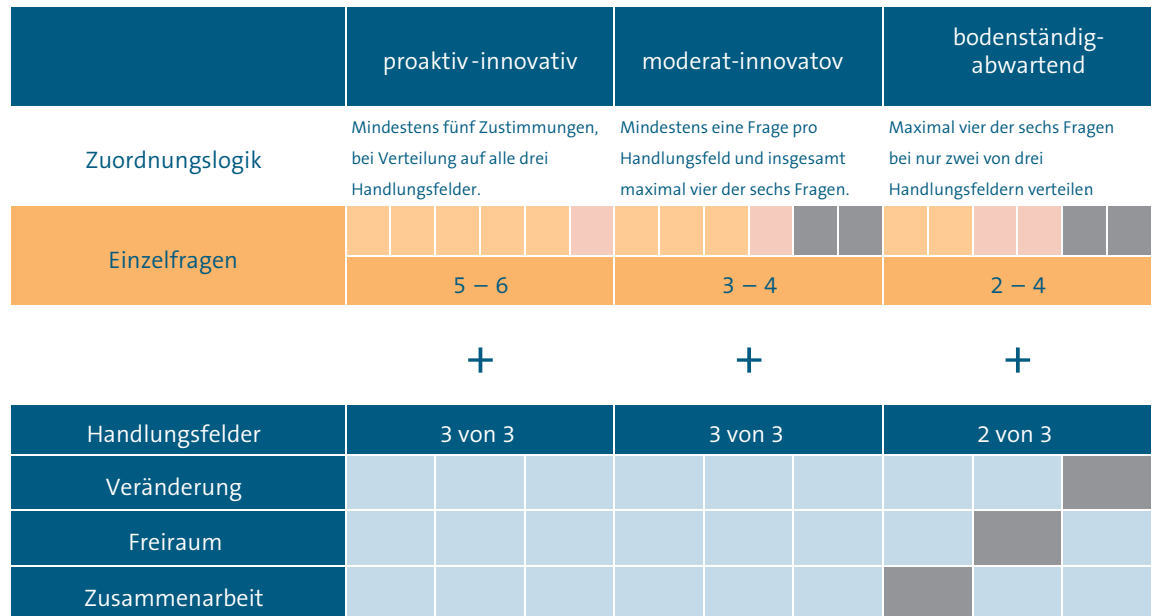 proaktiv-innovativ
moderat-innovatov
bodenständig-
abwartend
Zuordnungslogik
Mindestens fünf Zustimmungen,
bei Verteilung auf alle drei
Handlungsfelder.
Mindestens eine Frage pro
Handlungsfeld und insgesamt
maximal vier der sechs Fragen.
Maximal vier der sechs Fragen
bei nur zwei von drei
Handlungsfeldern verteilen
Einzelfragen
5 – 6
3 – 4
2 – 4
+
+
+
Handlungsfelder
3 von 3
3 von 3
2 von 3
Veränderung
Freiraum
Zusammenarbeit